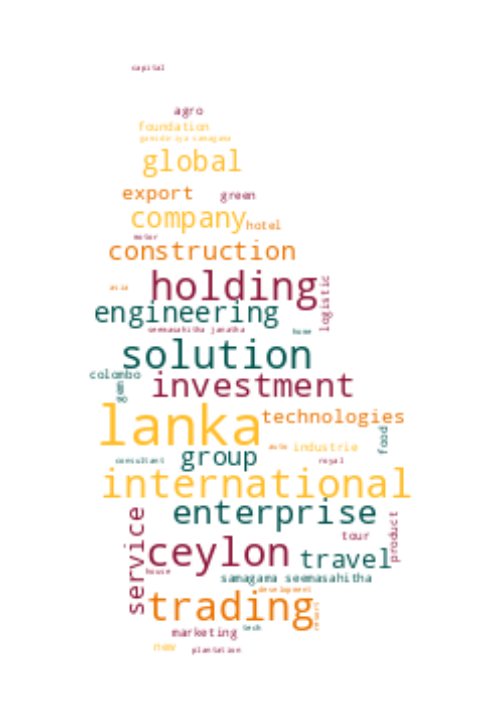 capital
agro
foundation
global
export green
company hotel
motor
construction
asia holding logistic
engineering
seemasahitha janatha home
solution
colombo investment
gem
lanka technologies
auto industrie food
consultant group royal
international
service enterprise product
tour
ceylon travel
house samagama seemasahitha
development
trading resort
marketing tech
new plantation